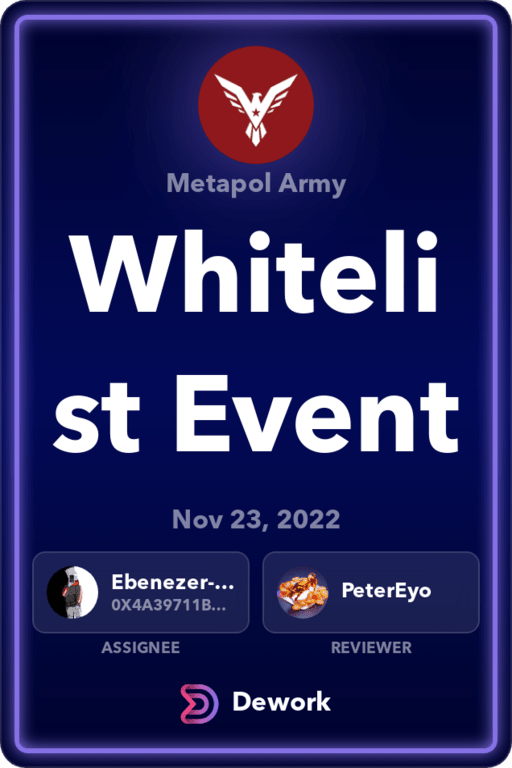 Metapol Army
Whiteli
st Event
Nov 23, 2022
Ebenezer-...
0X4A39711B...
PeterEyo
ASSIGNEE
REVIEWER
Dework